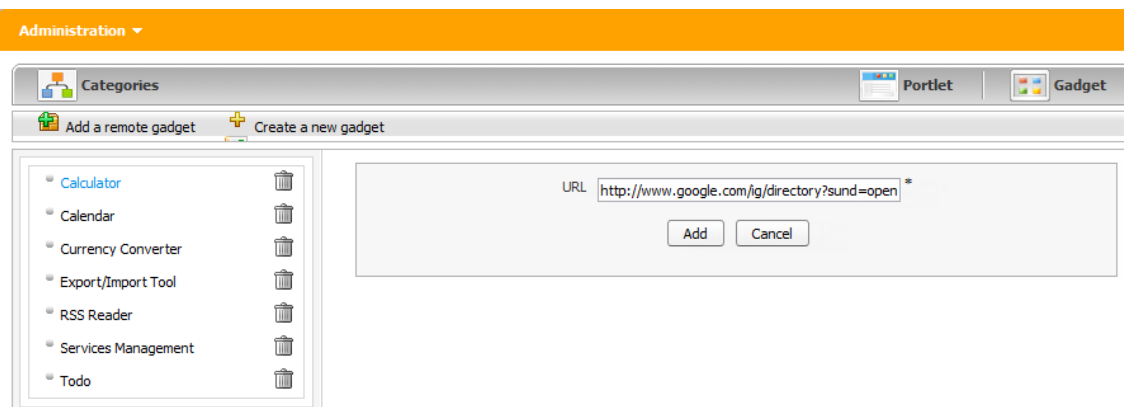 Administration
Categories Portlet Gadget
Add a remote gadget Create a new gadget
Calculator
Calendar
Currency Converter
Export/Import Tool
RSS Reader
Services Management
Todo
URL http://www.google.com/ig/directory?sund=open *
Add Cancel